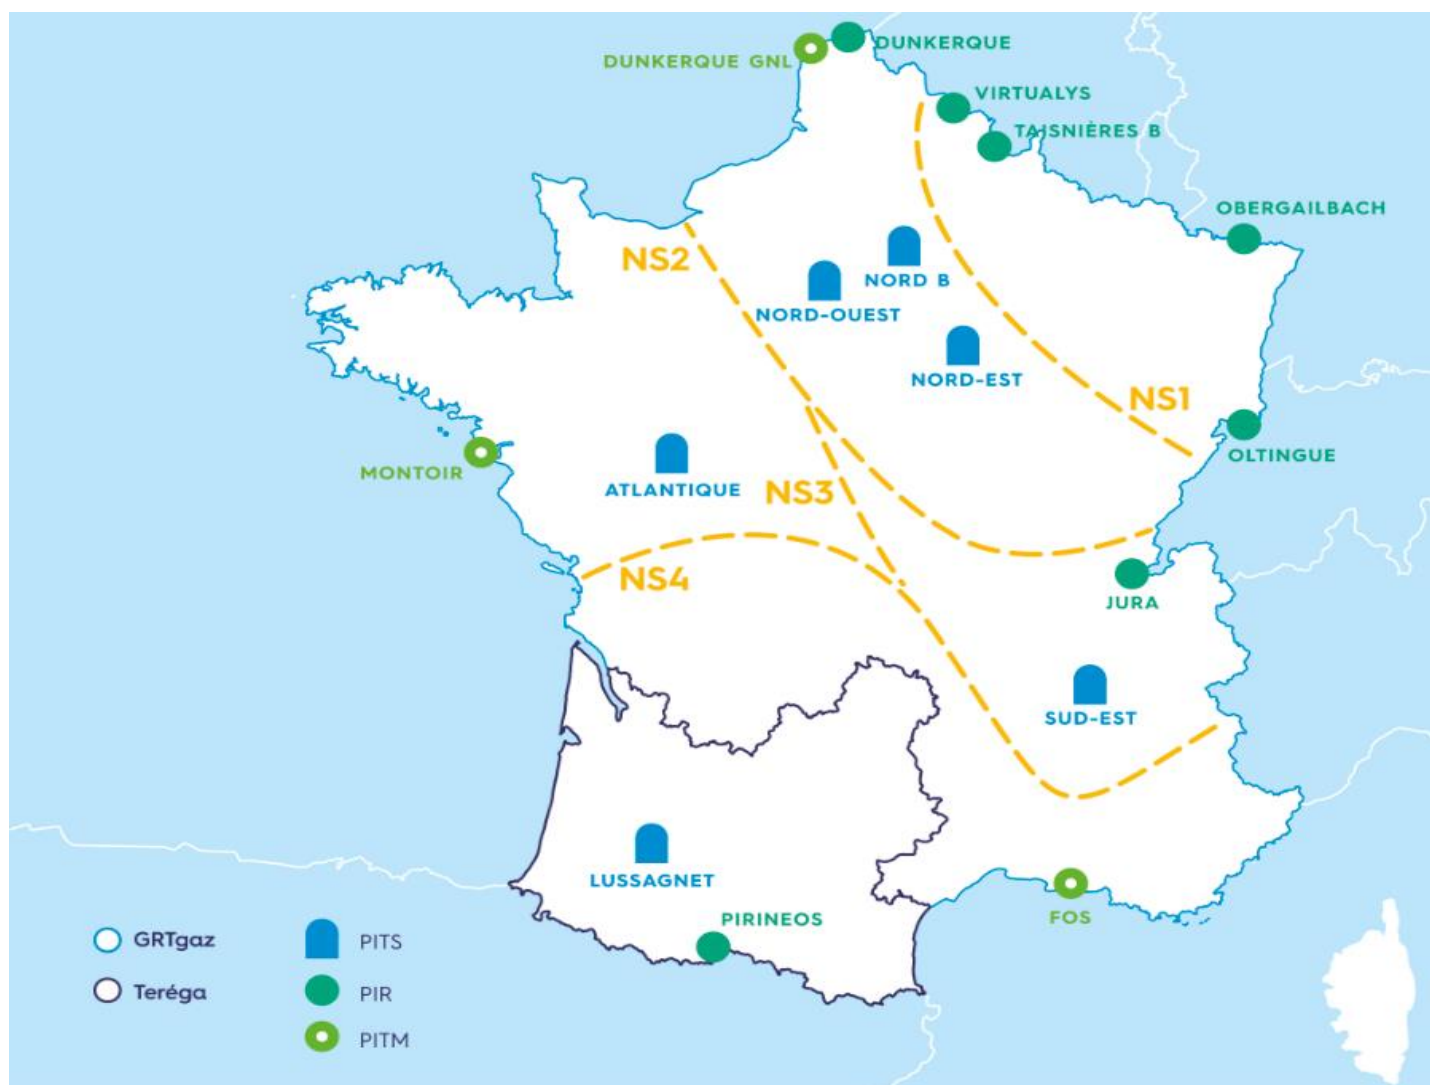 DUNKERQUE
DUNKERQUE GNL
VIRTUALYS
TAISNIÈRES B
OBERGAILBACH
NS2
NORD B
NORD-OUEST
NORD-EST
NS1
OLTINGUE
MONTOIR
ATLANTIQUE
NS3
NS4
JURA
SUD-EST
LUSSAGNET
PIRINEOS
FOS
GRTgaz
PITS
Teréga
PIR
PITM